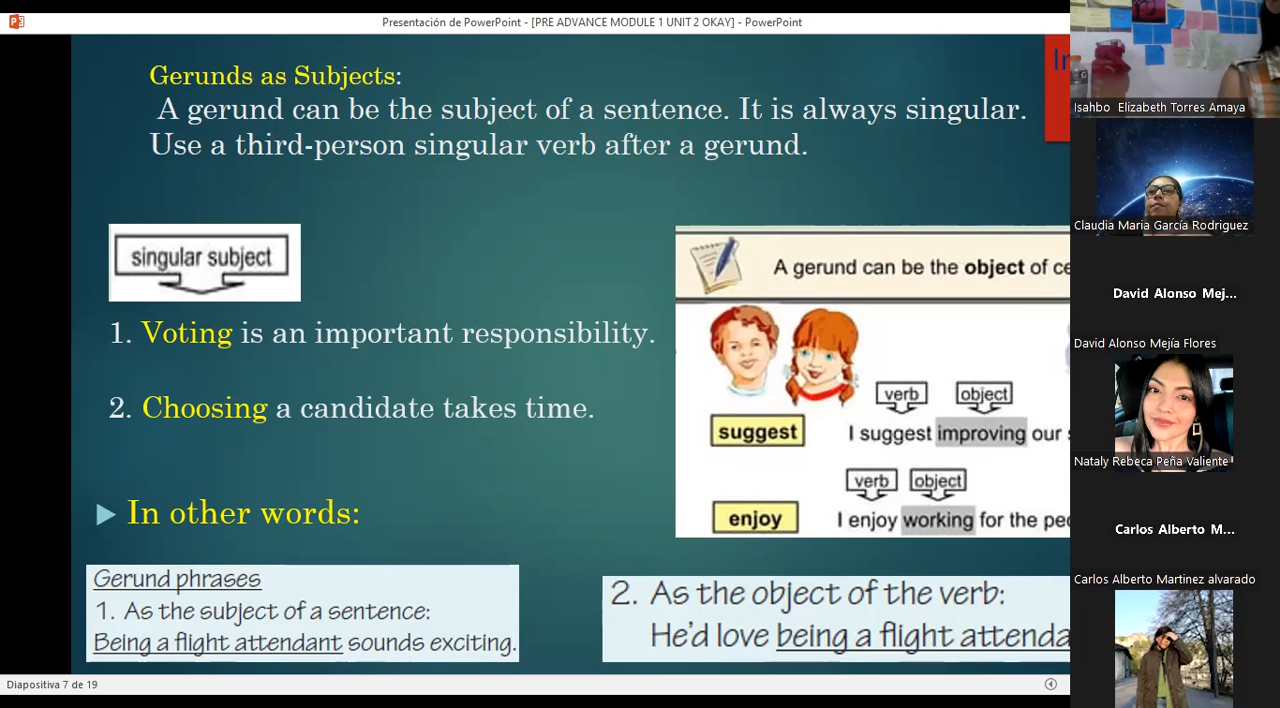 Presentación de PowerPoint - [PRE ADVANCE MODULE 1 UNIT 2 OKAY] - PowerPoint
Gerunds as Subjects:
A gerund can be the subject of a sentence. It is always singular.
Use a third-person singular verb after a gerund.
singular subject
1. Voting is an important responsibility.
2. Choosing a candidate takes time.
In other words:
Gerund phrases
1. As the subject of a sentence:
Being a flight attendant sounds exciting.
A gerund can be the object of
verb object
suggest I suggest improving our
verb object
enjoy I enjoy working for the
2. As the object of the verb:
He'd love being a flight
Diapositiva 7 de 19
Isahbo Elizabeth Torres Amaya
Claudia Maria García Rodriguez
David Alonso Mej...
David Alonso Mejía Flores
Nataly Rebeca Peña Valiente
Carlos Alberto M...
Carlos Alberto Martinez alvarado